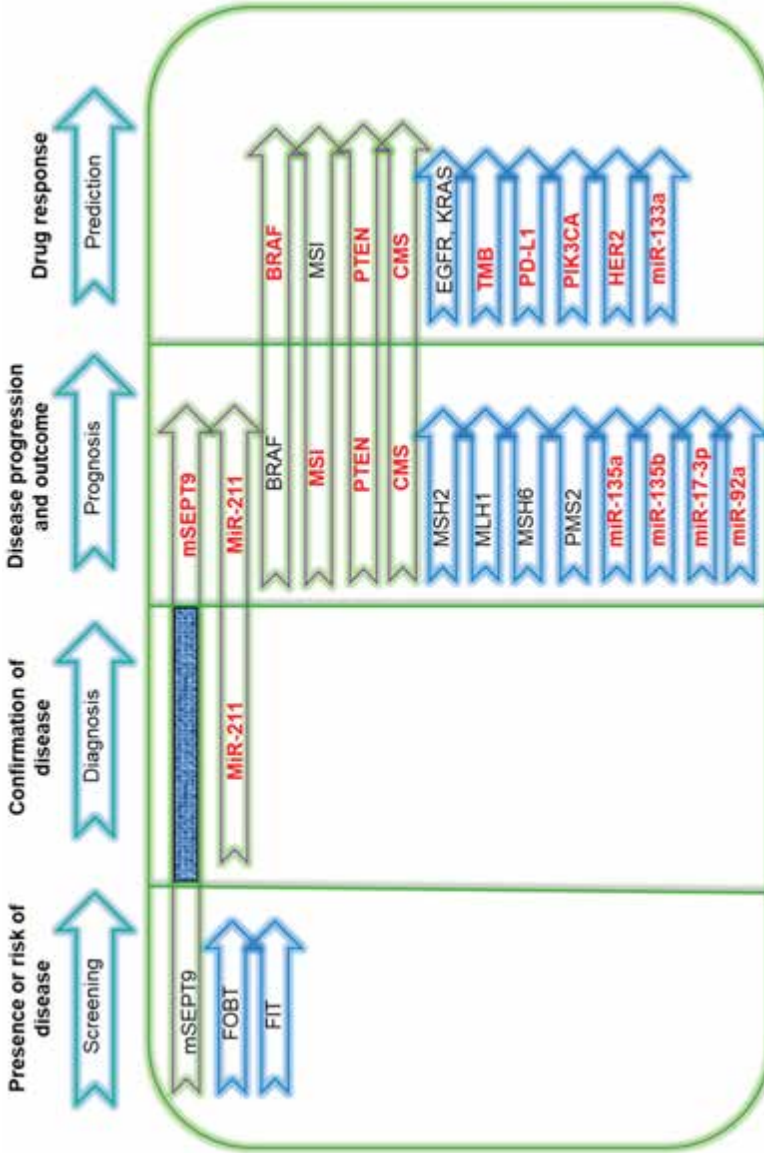 Presence or risk of
disease
Confirmation of
disease
Disease progression
and outcome
Drug response
Screening
Diagnosis
Prognosis
Prediction
mSEPT9
FOBT
FIT
MiR-211
mSEPT9
MiR-211
BRAF
MSI
PTEN
CMS
MSH2
MLH1
MSH6
PMS2
miR-135a
miR-135b
miR-17-3p
miR-92a
BRAF
MSI
PTEN
CMS
EGFR, KRAS
TMB
PD-L1
PIK3CA
HER2
miR-133a